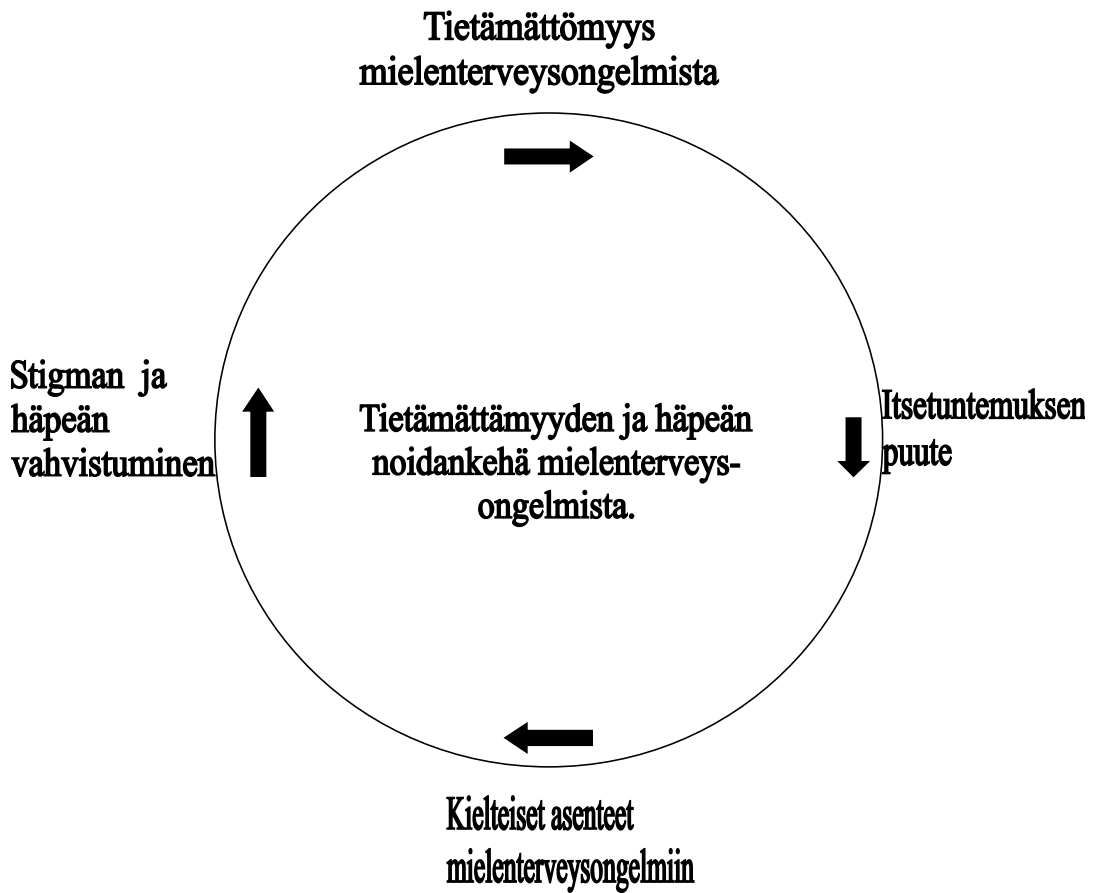 Tietämättömyys
mielenterveysongelmista
Stigman ja
häpeän
vahvistuminen
Tietämättämyyden ja häpeän
noidankehä mielenterveys-
ongelmista.
Itsetuntemuksen
puute
Kielteiset asenteet
mielenterveysongelmiin